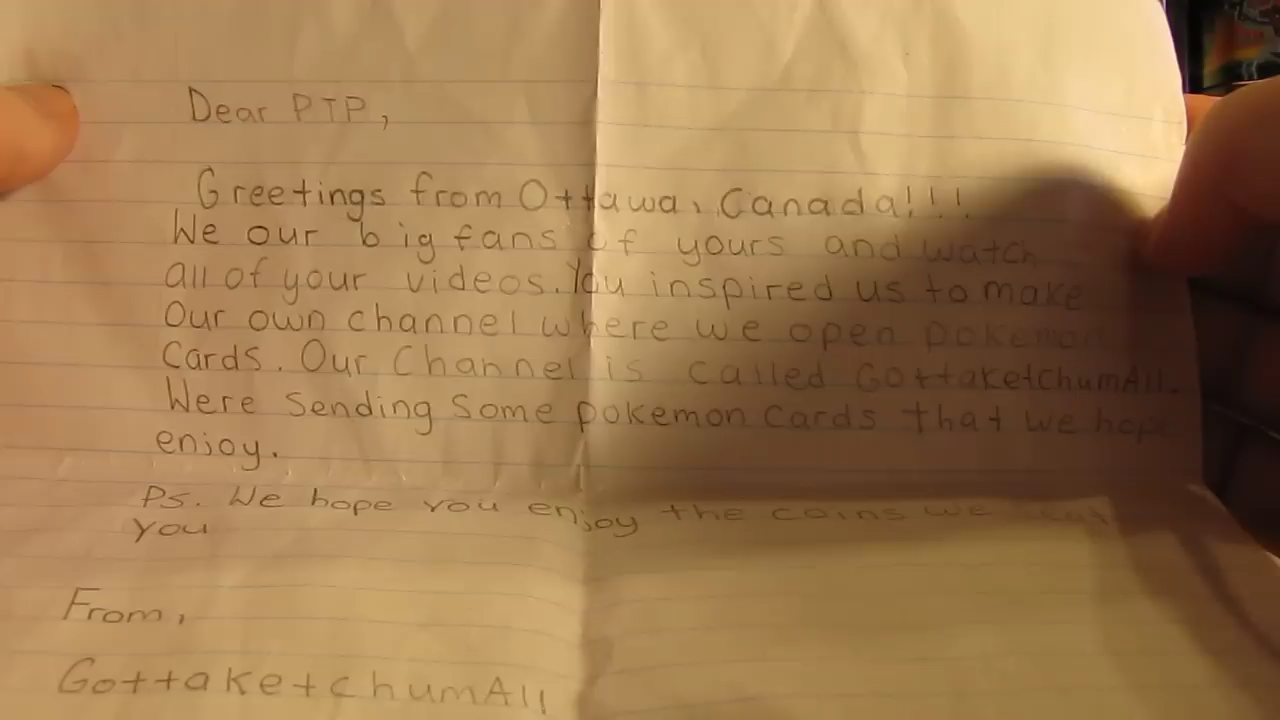 Dear PTP,
Greetings from Ottawa, Canada!!!
We our big fans of yours and watch
all of your videos. You inspired us to make
Our own channel where we open pokemon
Cards. Our Channel is called GottaketchumAll.
Were Sending Some pokemon Cards that we hope
enjoy.
Ps. We hope you enjoy the coins we
you
From,
GottaketchumAll